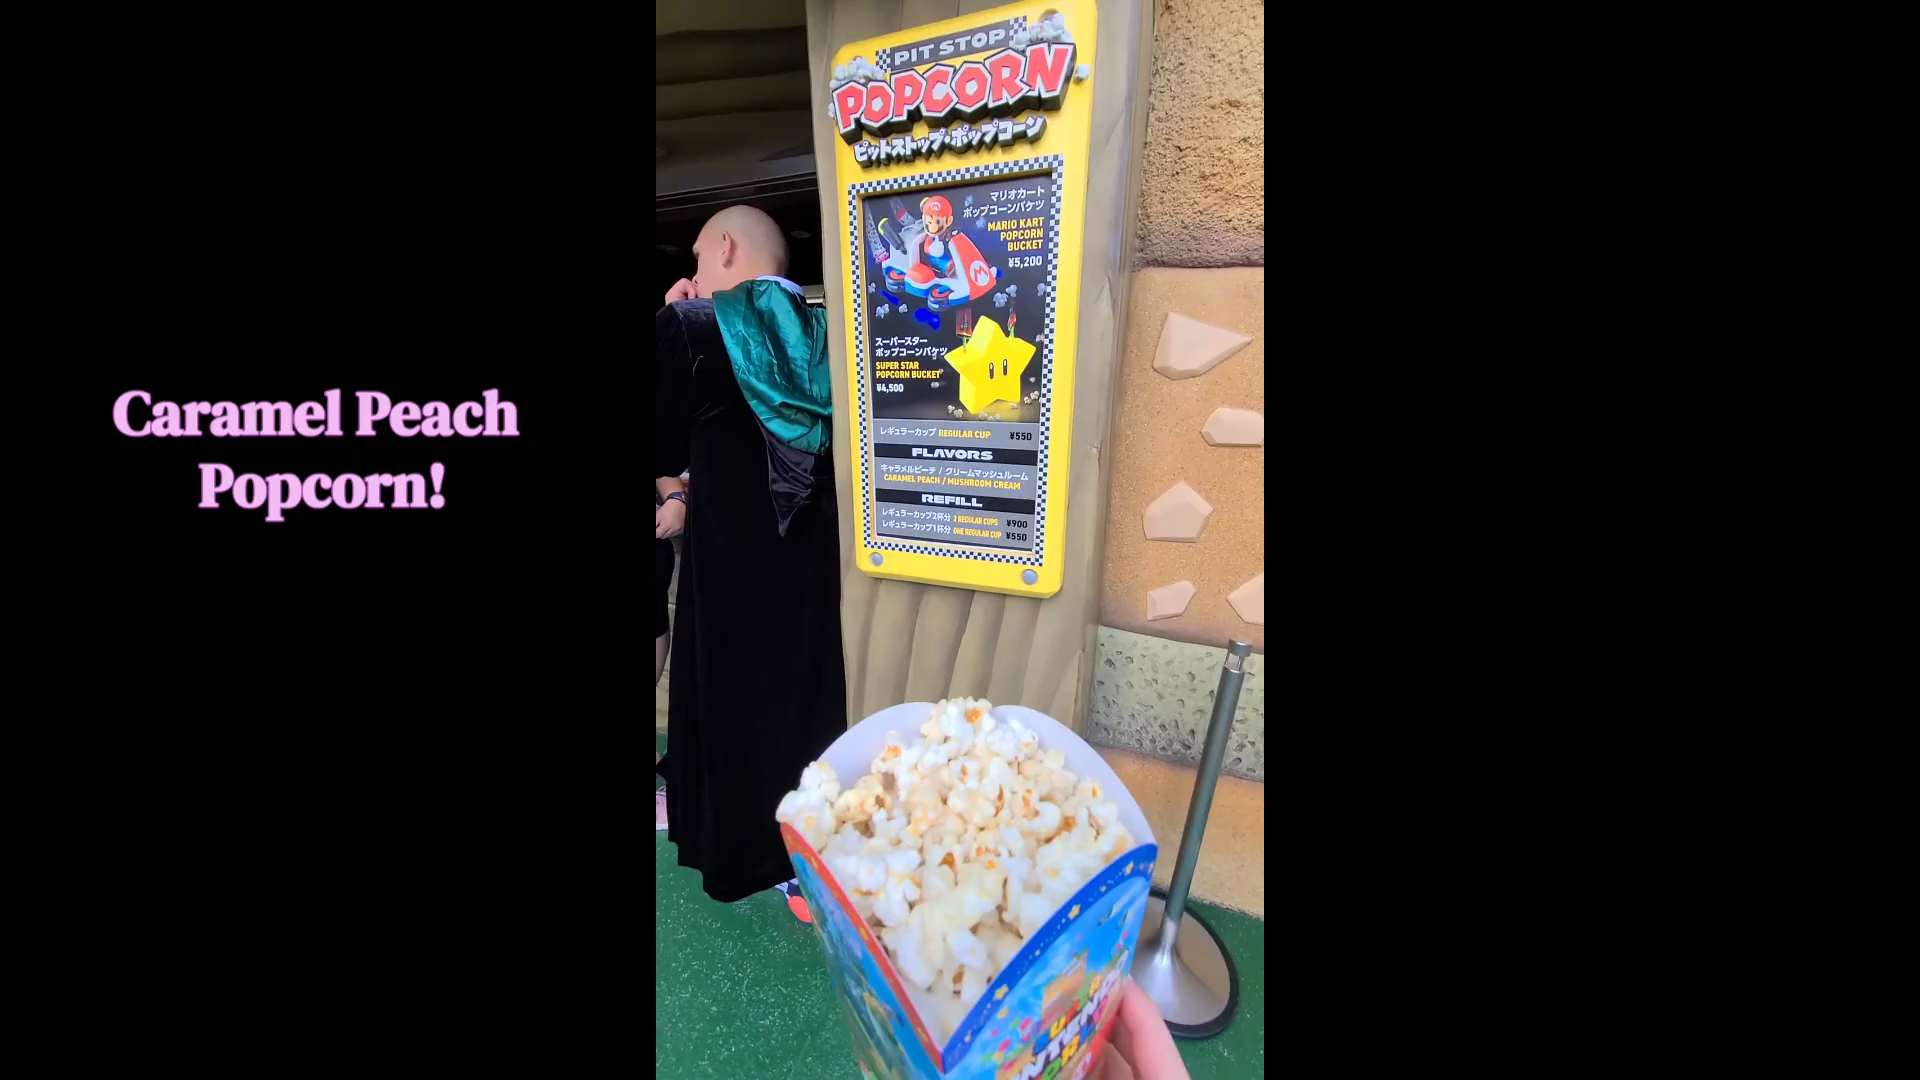 Caramel Peach
Popcorn!
PIT STOP
POPCORN
ピットストップ・ポップコーン
マリオカート
ポップコーンバケツ
MARIO KART
POPCORN
BUCKET
¥5,200
スーパースター
ポップコーンバケツ
SUPER STAR
POPCORN BUCKET
¥4,500
レギュラーカップ REGULAR CUP ¥550
FLAVORS
キャラメルピーチ / クリームマッシュルーム
CARAMEL PEACH / MUSHROOM CREAM
REFILL
レギュラーカップ2杯分 2 REGULAR CUPS ¥900
レギュラーカップ1杯分 ONE REGULAR CUP ¥550
SUPER
NINTENDO
WORLD